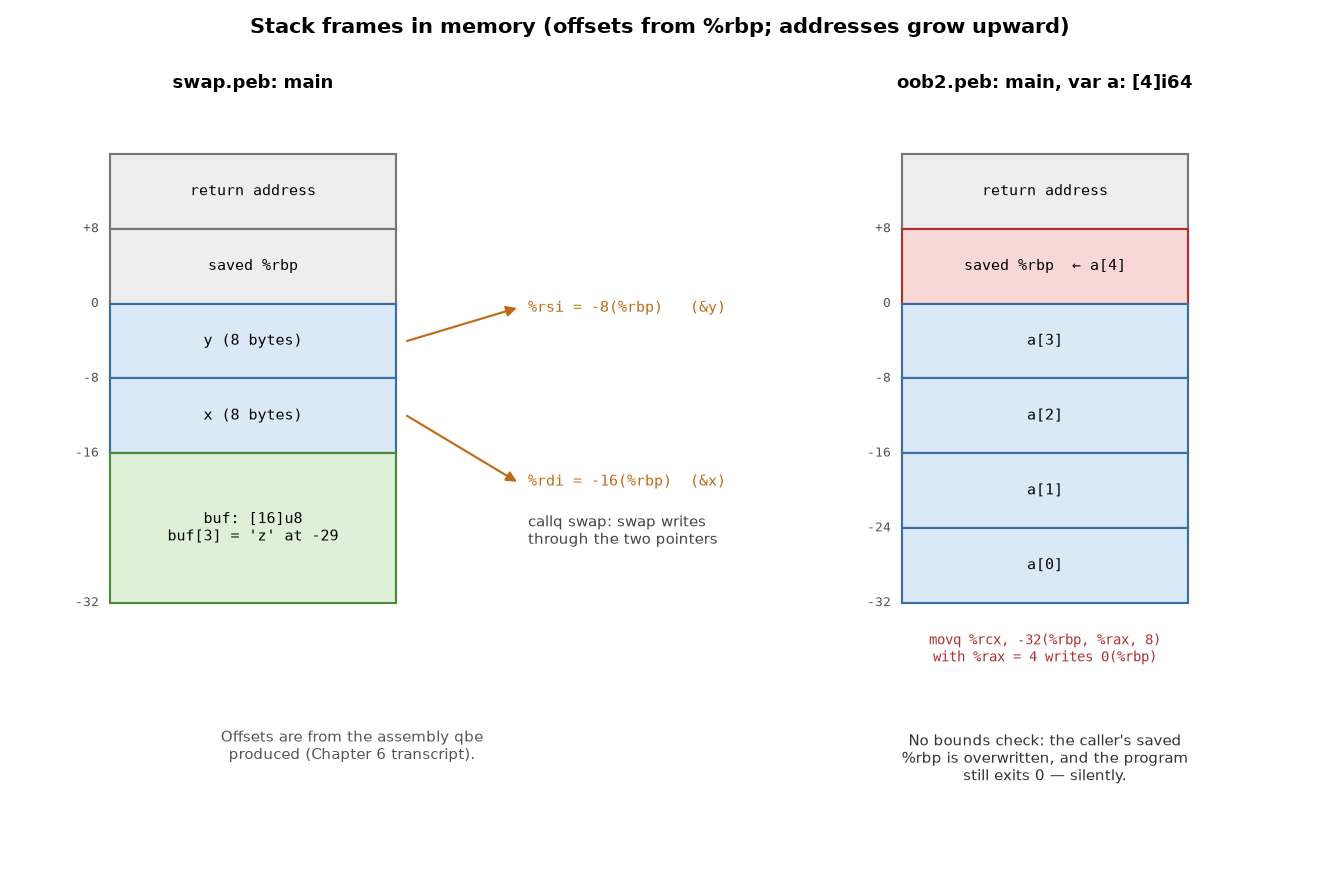 Stack frames in memory (offsets from %rbp; addresses grow upward)
swap.peb: main
return address
+8
saved %rbp
0
y (8 bytes)
-8
x (8 bytes)
-16
buf: [16]u8
buf[3] = 'z' at -29
-32
%rsi = -8(%rbp) (&y)
%rdi = -16(%rbp) (&x)
callq swap: swap writes
through the two pointers
Offsets are from the assembly qbe
produced (Chapter 6 transcript).
oob2.peb: main, var a: [4]i64
return address
+8
saved %rbp ← a[4]
0
a[3]
-8
a[2]
-16
a[1]
-24
a[0]
-32
movq %rcx, -32(%rbp, %rax, 8)
with %rax = 4 writes 0(%rbp)
No bounds check: the caller's saved
%rbp is overwritten, and the program
still exits 0 — silently.